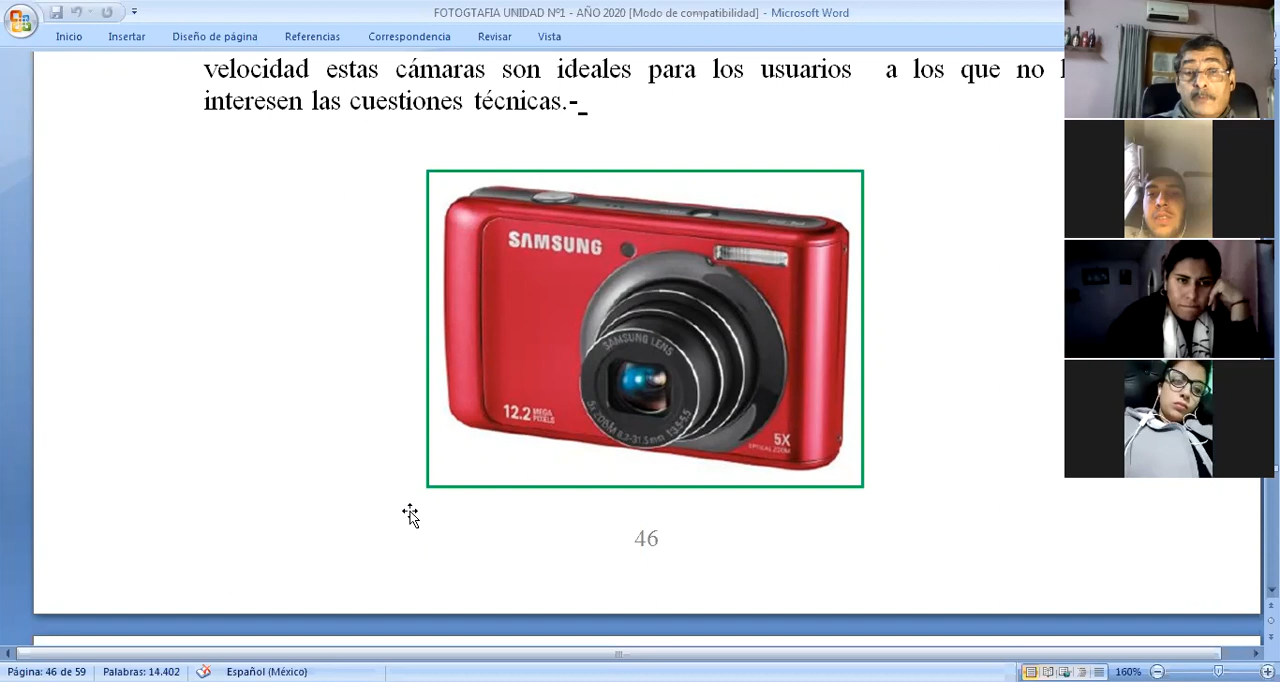 FOTOGTAFIA UNIDAD Nº1 - AÑO 2020 [Modo de compatibilidad] - Microsoft Word
Inicio Insertar Diseño de página Referencias Correspondencia Revisar Vista
velocidad estas cámaras son ideales para los usuarios a los que no
interesen las cuestiones técnicas.-
SAMSUNG
SAMSUNG LENS
12.2 MEGA PIXELS
5X
OPTICAL ZOOM
46
Página: 46 de 59 Palabras: 14.402 Español (México) 160%